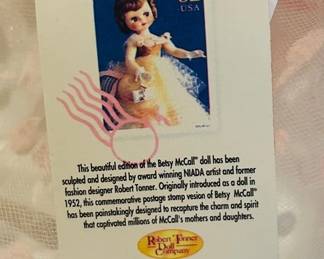 USA
This beautiful edition of the Betsy McCall™ doll has been
sculpted and designed by award winning NIADA artist and former
fashion designer Robert Tonner. Originally introduced as a doll in
1952, this commemorative postage stamp vesion of Betsy McCall™
has been painstakingly designed to recapture the charm and spirit
that captivated millions of McCall's mothers and daughters.
Robert Tonner
Doll
Company